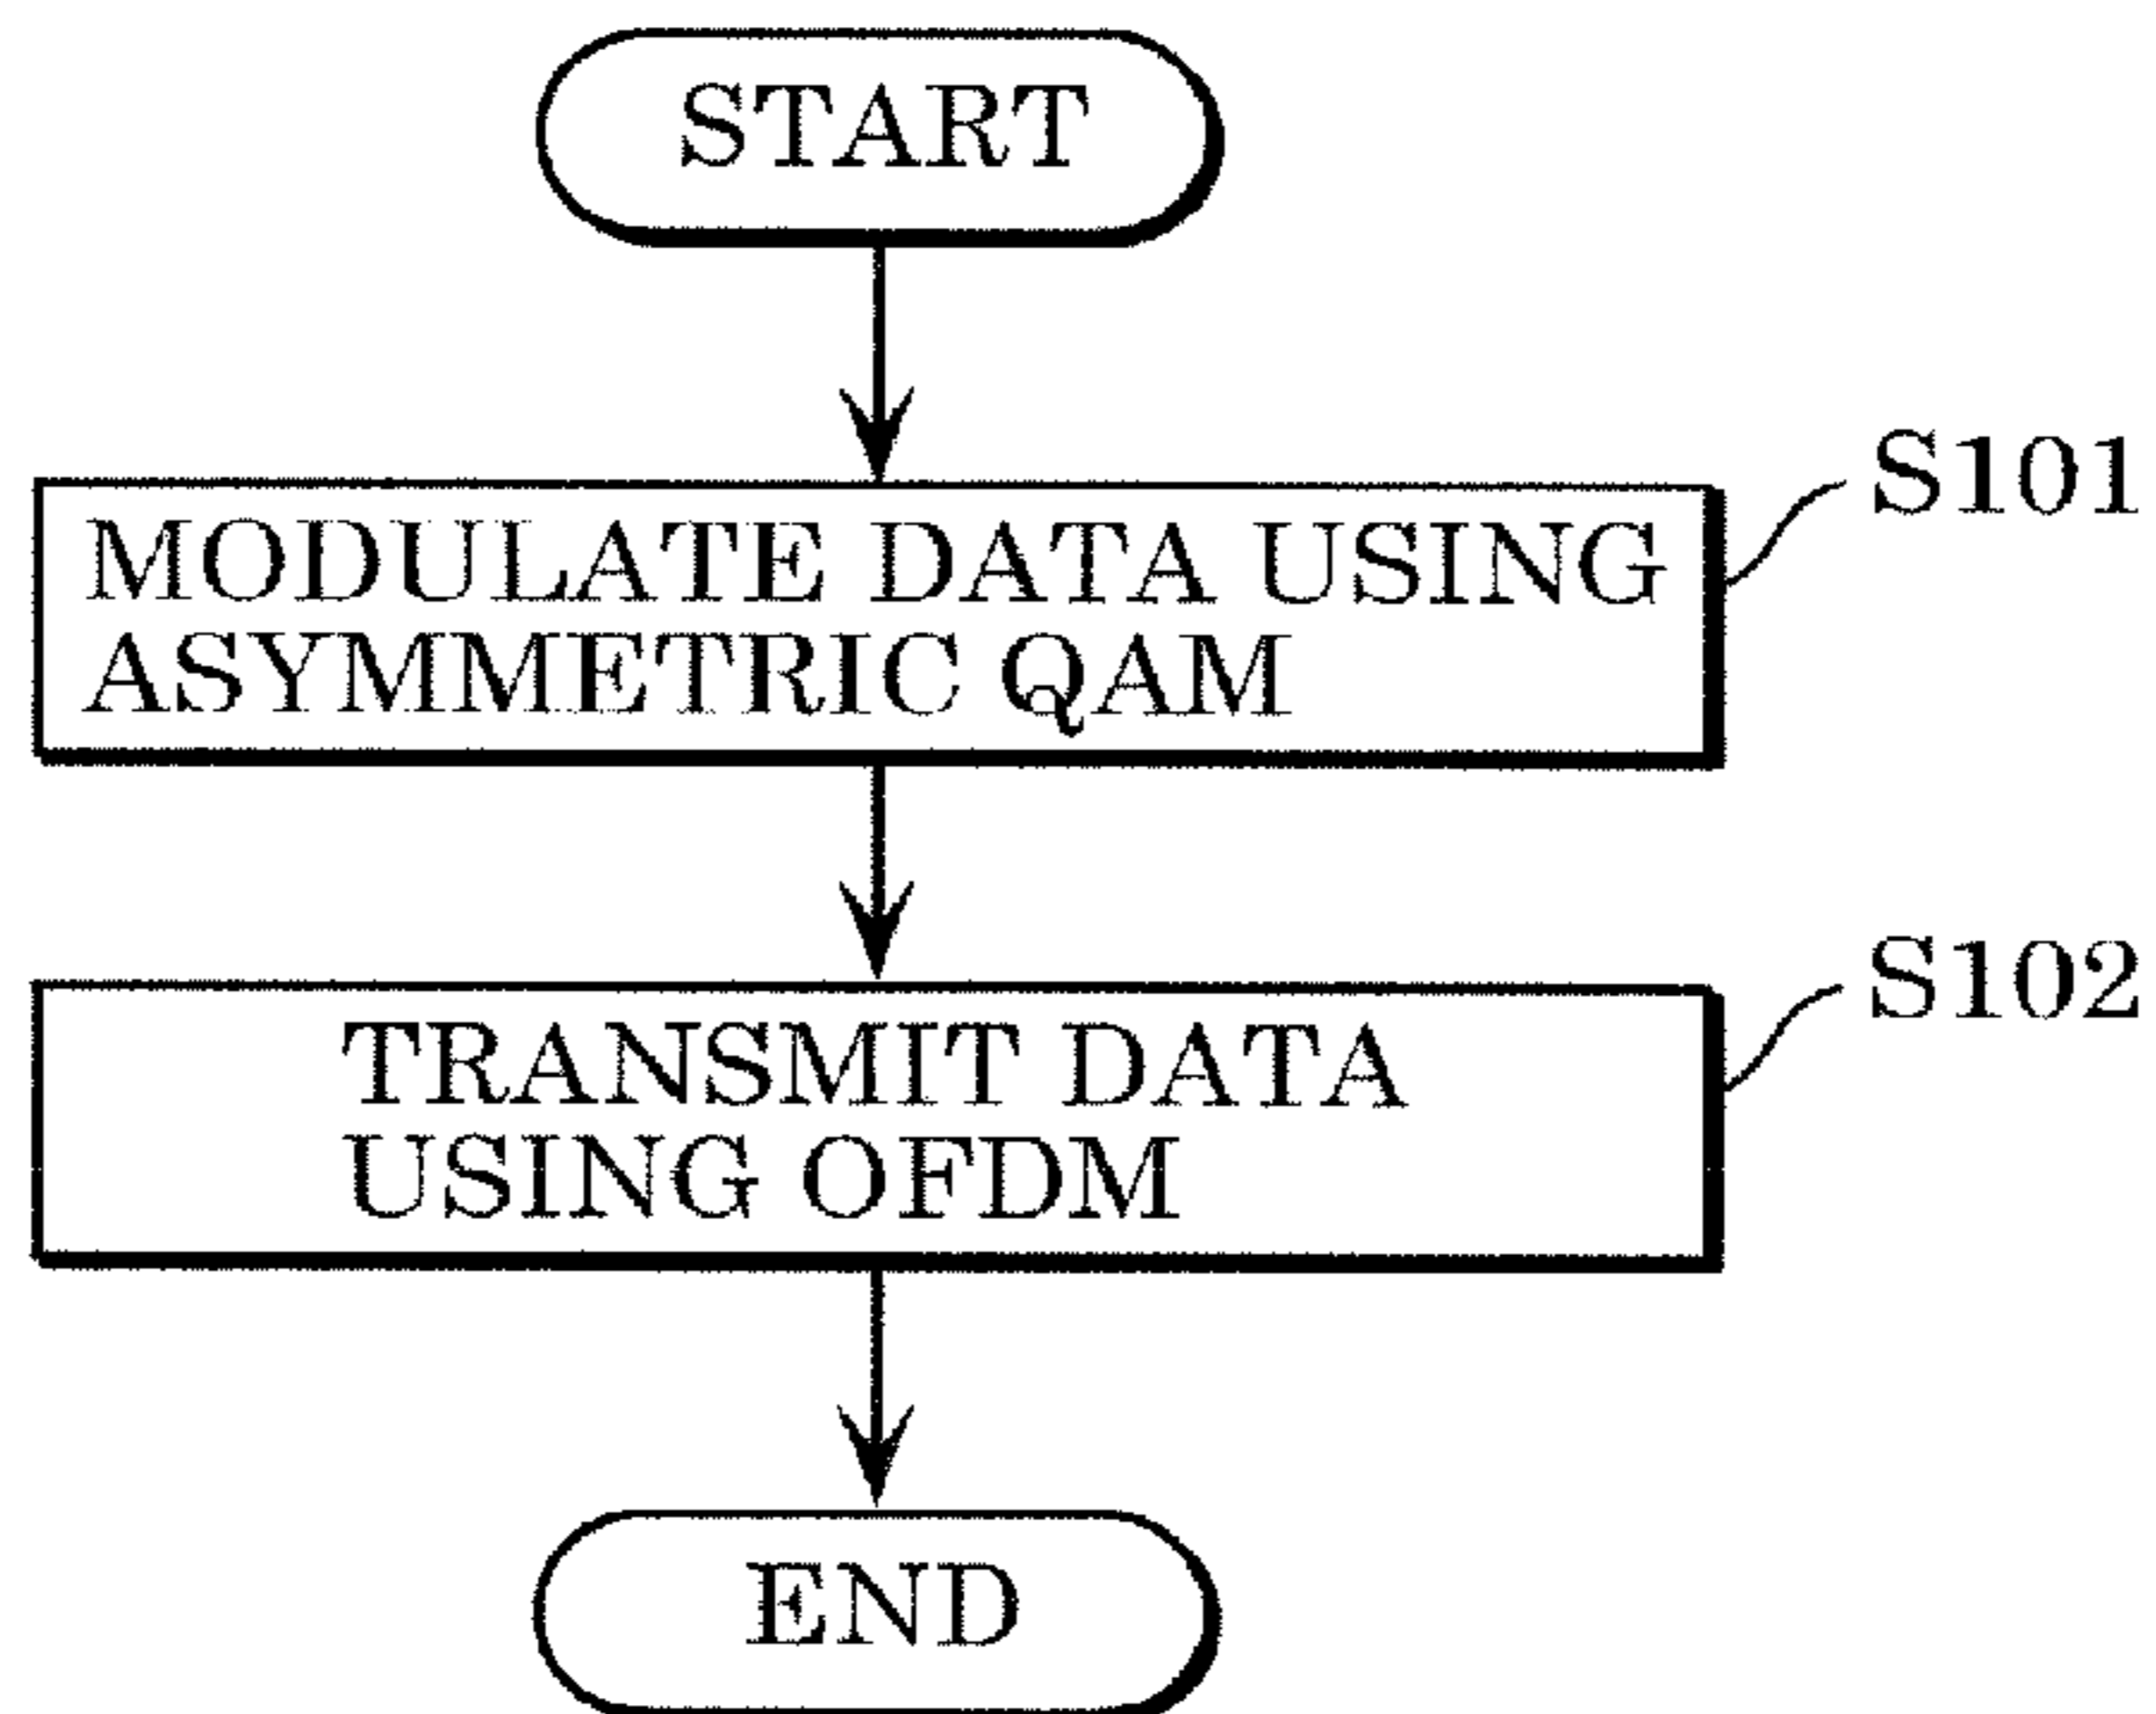 START
S101
MODULATE DATA USING
ASYMMETRIC QAM
S102
TRANSMIT DATA
USING OFDM
END